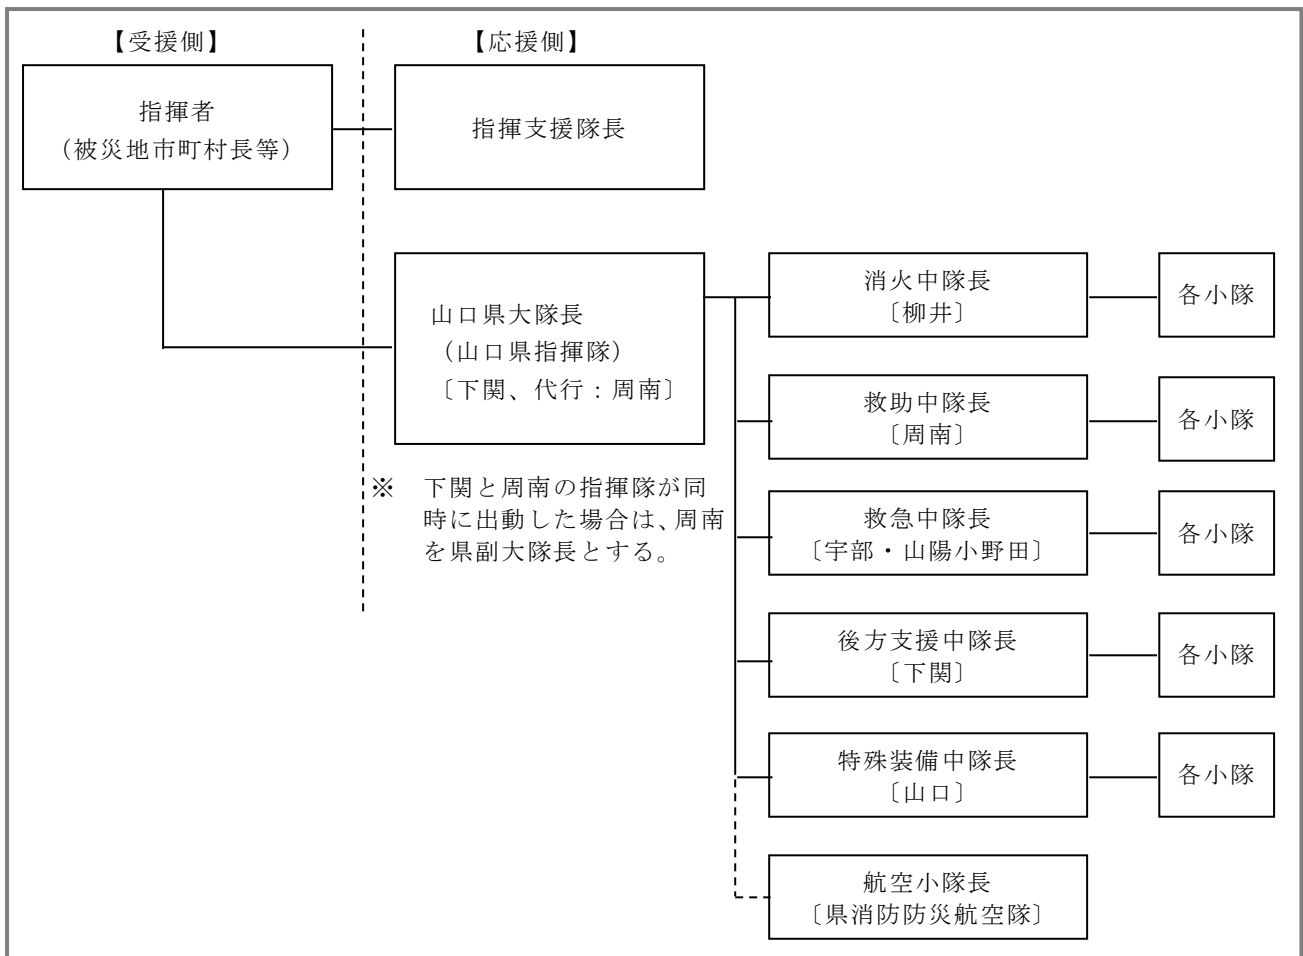 【受援側】
【応援側】
指揮者
（被災地市町村長等）
指揮支援隊長
山口県大隊長
（山口県指揮隊）
〔下関、代行：周南〕
※　下関と周南の指揮隊が同
時に出動した場合は、周南
を県副大隊長とする。
消火中隊長
〔柳井〕
各小隊
救助中隊長
〔周南〕
各小隊
救急中隊長
〔宇部・山陽小野田〕
各小隊
後方支援中隊長
〔下関〕
各小隊
特殊装備中隊長
〔山口〕
各小隊
航空小隊長
〔県消防防災航空隊〕